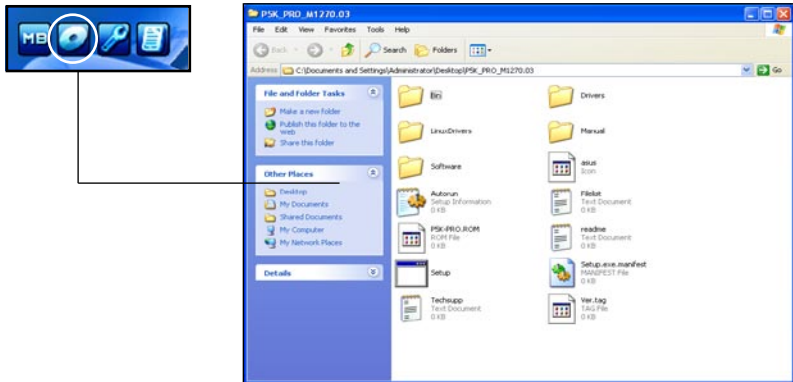 MB
P5K_PRO_M1270.03
File Edit View Favorites Tools Help
Back Search Folders
Address C:\Documents and Settings\Administrator\Desktop\P5K_PRO_M1270.03 Go
File and Folder Tasks
Make a new folder
Publish this folder to the
Web
Share this folder
Other Places
Desktop
My Documents
Shared Documents
My Computer
My Network Places
Details
Bin
Drivers
LinuxDrivers
Manual
Software
asus
Icon
Autorun
Setup Information
0 KB
Filelist
Text Document
0 KB
P5K-PRO.ROM
ROM File
0 KB
readme
Text Document
0 KB
Setup
Setup.exe.manifest
MANIFEST File
0 KB
Techsupp
Text Document
0 KB
Ver.tag
TAG File
0 KB